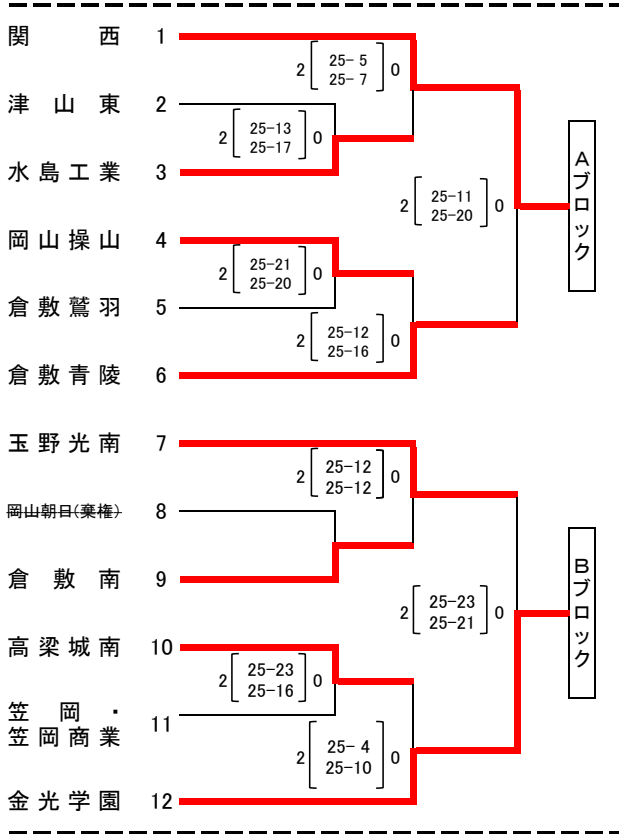 関西 1
2 25- 5 0
25- 7
津山東 2
2 25-13 0
25-17
水島工業 3
2 25-11 0
25-20
Aブロック
岡山操山 4
2 25-21 0
25-20
倉敷鷲羽 5
2 25-12 0
25-16
倉敷青陵 6
玉野光南 7
2 25-12 0
25-12
岡山朝日(棄権) 8
倉敷南 9
2 25-23 0
25-21
Bブロック
高梁城南 10
2 25-23 0
25-16
笠岡・
笠岡商業 11
2 25- 4 0
25-10
金光学園 12